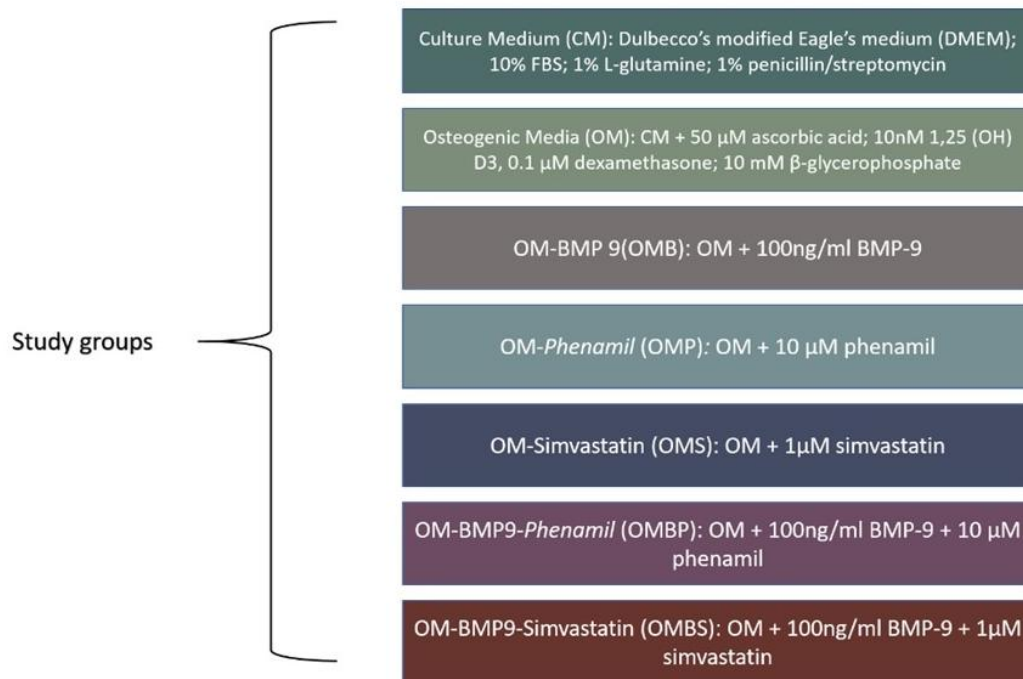 Study groups
Culture Medium (CM): Dulbecco's modified Eagle's medium (DMEM);
10% FBS; 1% L-glutamine; 1% penicillin/streptomycin
Osteogenic Media (OM): CM + 50 µM ascorbic acid; 10nM 1,25 (OH)
D3, 0.1 µM dexamethasone; 10 mM β-glycerophosphate
OM-BMP 9(OMB): OM + 100ng/ml BMP-9
OM-Phenamil (OMP): OM + 10 µM phenamil
OM-Simvastatin (OMS): OM + 1µM simvastatin
OM-BMP9-Phenamil (OMBP): OM + 100ng/ml BMP-9 + 10 µM
phenamil
OM-BMP9-Simvastatin (OMBS): OM + 100ng/ml BMP-9 + 1µM
simvastatin